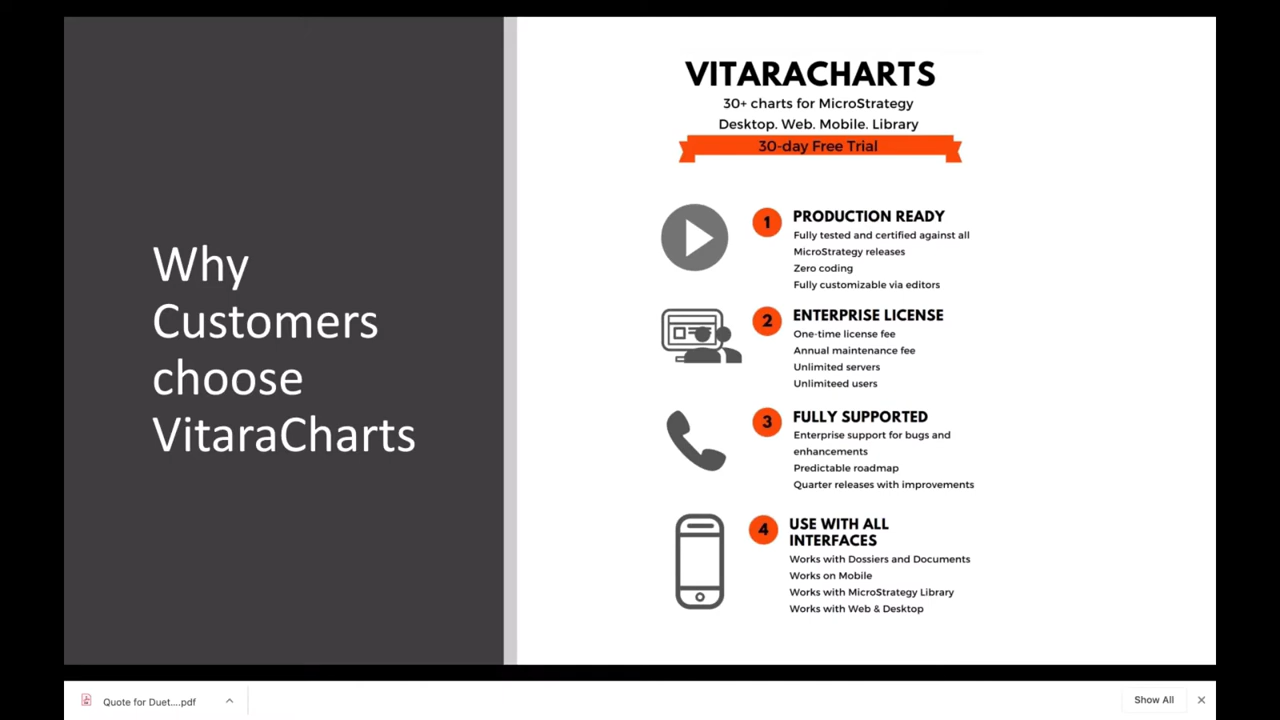 Why
Customers
choose
VitaraCharts
VITARACHARTS
30+ charts for MicroStrategy
Desktop. Web. Mobile. Library
30-day Free Trial
1 PRODUCTION READY
Fully tested and certified against all
MicroStrategy releases
Zero coding
Fully customizable via editors
2 ENTERPRISE LICENSE
One-time license fee
Annual maintenance fee
Unlimited servers
Unlimiteed users
3 FULLY SUPPORTED
Enterprise support for bugs and
enhancements
Predictable roadmap
Quarter releases with improvements
4 USE WITH ALL
INTERFACES
Works with Dossiers and Documents
Works on Mobile
Works with MicroStrategy Library
Works with Web & Desktop
Quote for Duet....pdf
Show All